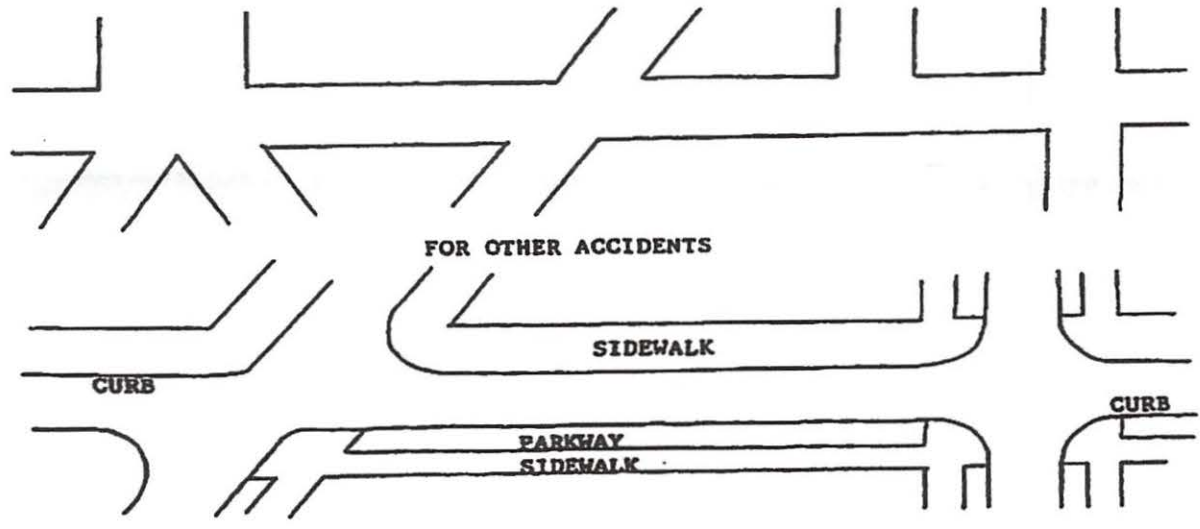 FOR OTHER ACCIDENTS
SIDEWALK
CURB
CURB
PARKWAY
SIDEWALK